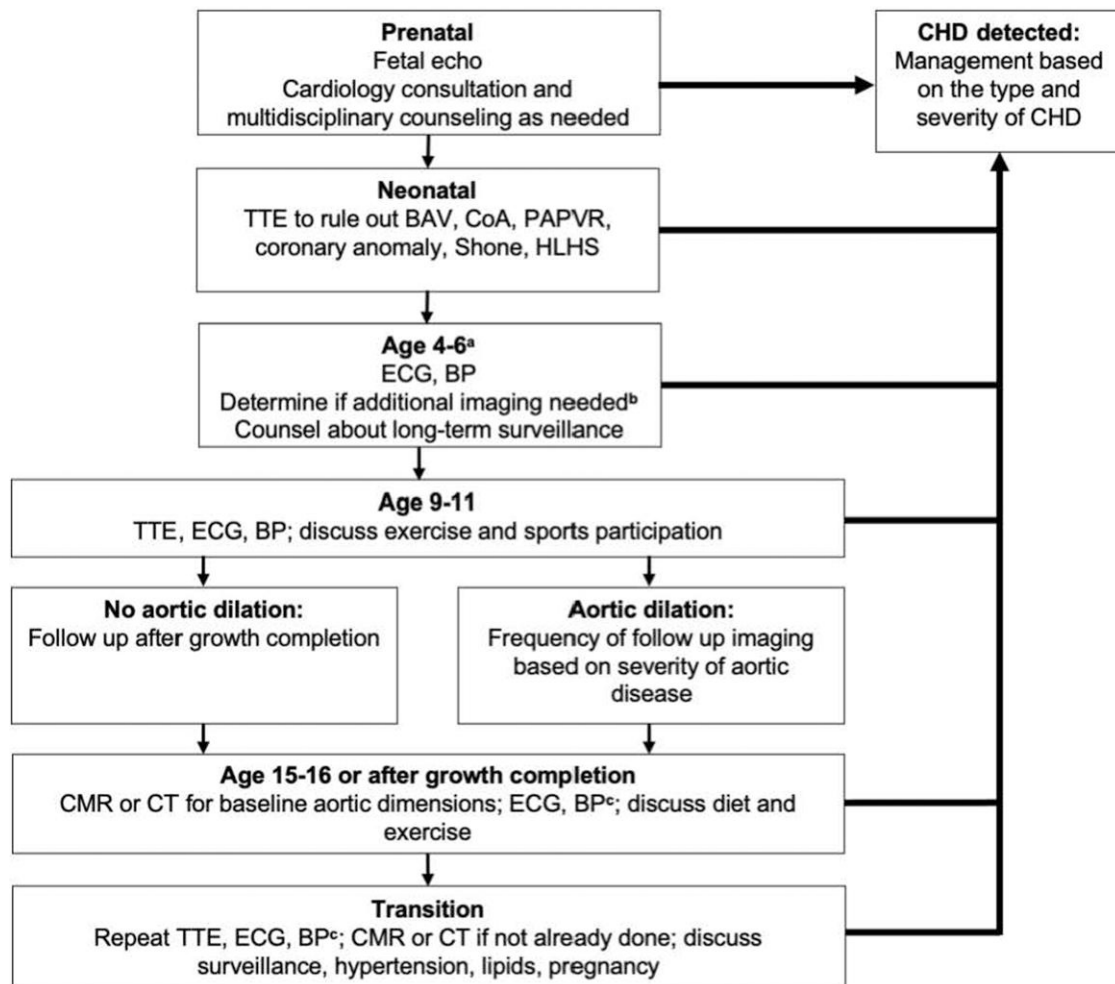 Prenatal
Fetal echo
Cardiology consultation and
multidisciplinary counseling as needed
CHD detected:
Management based
on the type and
severity of CHD
Neonatal
TTE to rule out BAV, CoA, PAPVR,
coronary anomaly, Shone, HLHS
Age 4-6ᵃ
ECG, BP
Determine if additional imaging neededᵇ
Counsel about long-term surveillance
Age 9-11
TTE, ECG, BP; discuss exercise and sports participation
No aortic dilation:
Follow up after growth completion
Aortic dilation:
Frequency of follow up imaging
based on severity of aortic
disease
Age 15-16 or after growth completion
CMR or CT for baseline aortic dimensions; ECG, BPᶜ; discuss diet and
exercise
Transition
Repeat TTE, ECG, BPᶜ; CMR or CT if not already done; discuss
surveillance, hypertension, lipids, pregnancy